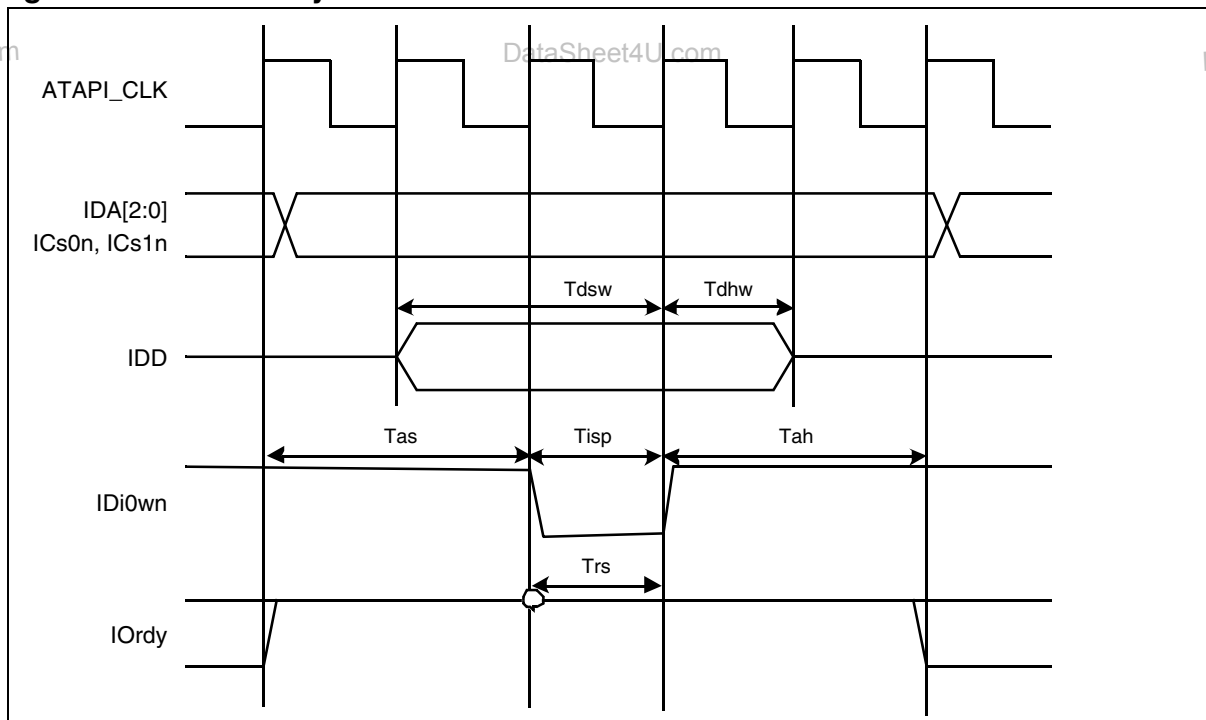 DataSheet4U.com
ATAPI_CLK
IDA[2:0]
ICs0n, ICs1n
Tdsw
Tdhw
IDD
Tas
Tisp
Tah
IDi0wn
Trs
IOrdy